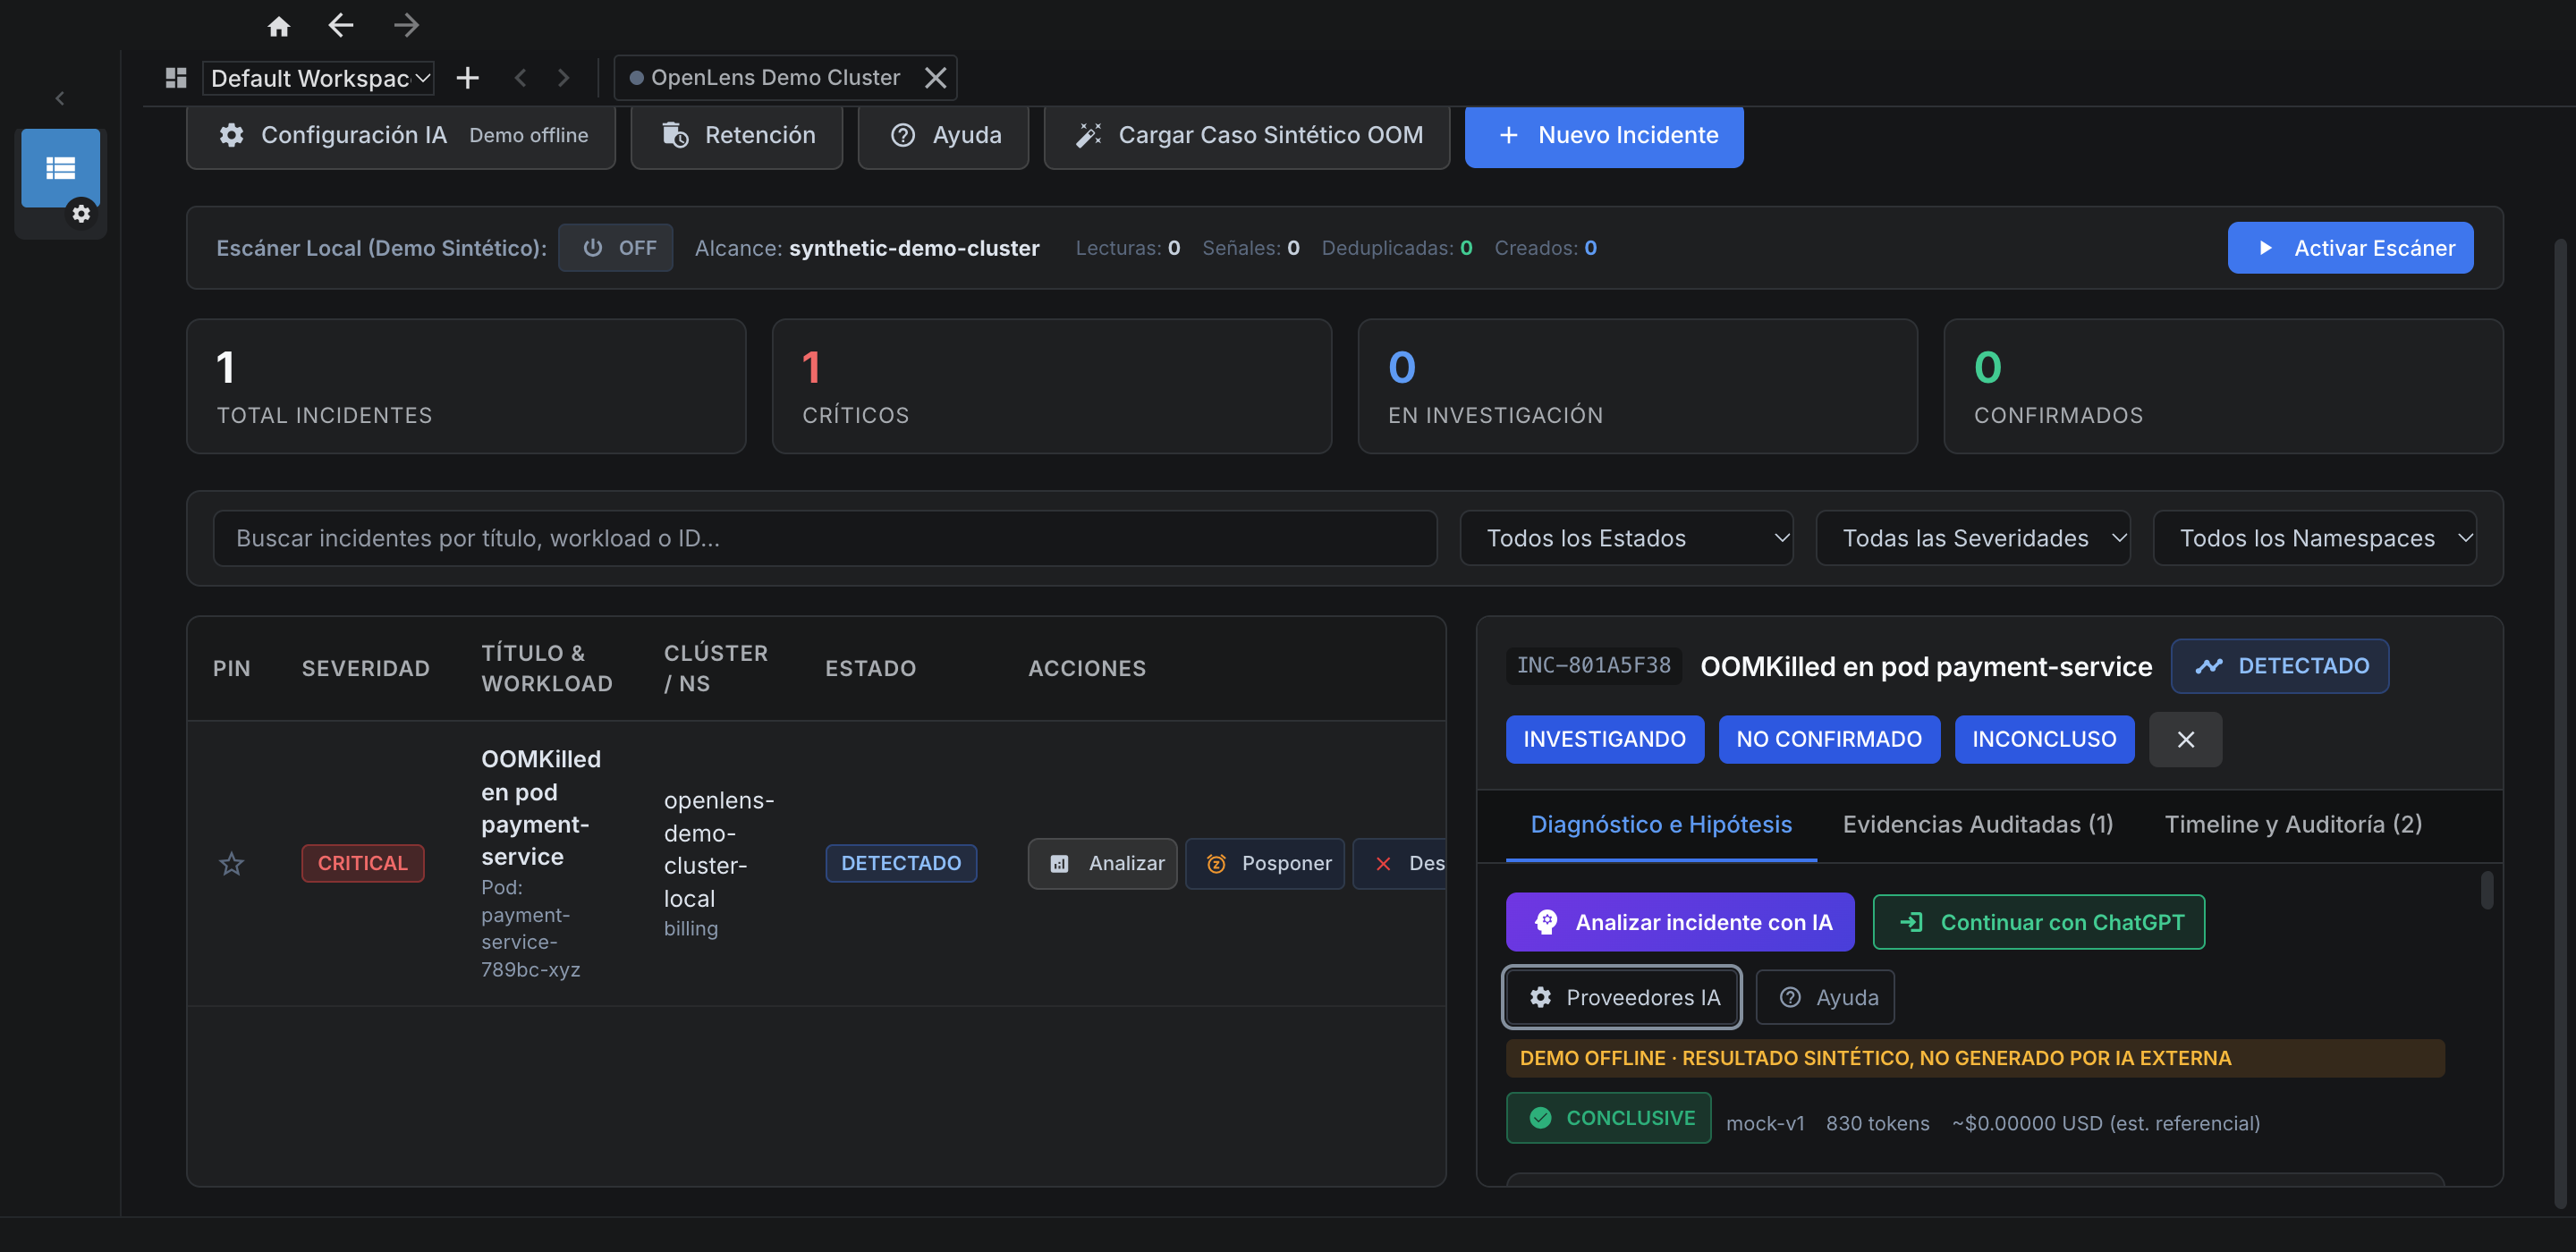 Default Workspac
OpenLens Demo Cluster
Configuración IA Demo offline
Retención
Ayuda
Cargar Caso Sintético OOM
Nuevo Incidente
Escáner Local (Demo Sintético): OFF Alcance: synthetic-demo-cluster Lecturas: 0 Señales: 0 Deduplicadas: 0 Creados: 0
Activar Escáner
1
TOTAL INCIDENTES
1
CRÍTICOS
0
EN INVESTIGACIÓN
0
CONFIRMADOS
Buscar incidentes por título, workload o ID...
Todos los Estados
Todas las Severidades
Todos los Namespaces
PIN
SEVERIDAD
TÍTULO &
WORKLOAD
CLÚSTER
/ NS
ESTADO
ACCIONES
CRITICAL
OOMKilled
en pod
payment-
service
Pod:
payment-
service-
789bc-xyz
openlens-
demo-
cluster-
local
billing
DETECTADO
Analizar
Posponer
Des
INC-801A5F38 OOMKilled en pod payment-service DETECTADO
INVESTIGANDO
NO CONFIRMADO
INCONCLUSO
Diagnóstico e Hipótesis
Evidencias Auditadas (1)
Timeline y Auditoría (2)
Analizar incidente con IA
Continuar con ChatGPT
Proveedores IA
Ayuda
DEMO OFFLINE · RESULTADO SINTÉTICO, NO GENERADO POR IA EXTERNA
CONCLUSIVE mock-v1 830 tokens ~$0.00000 USD (est. referencial)